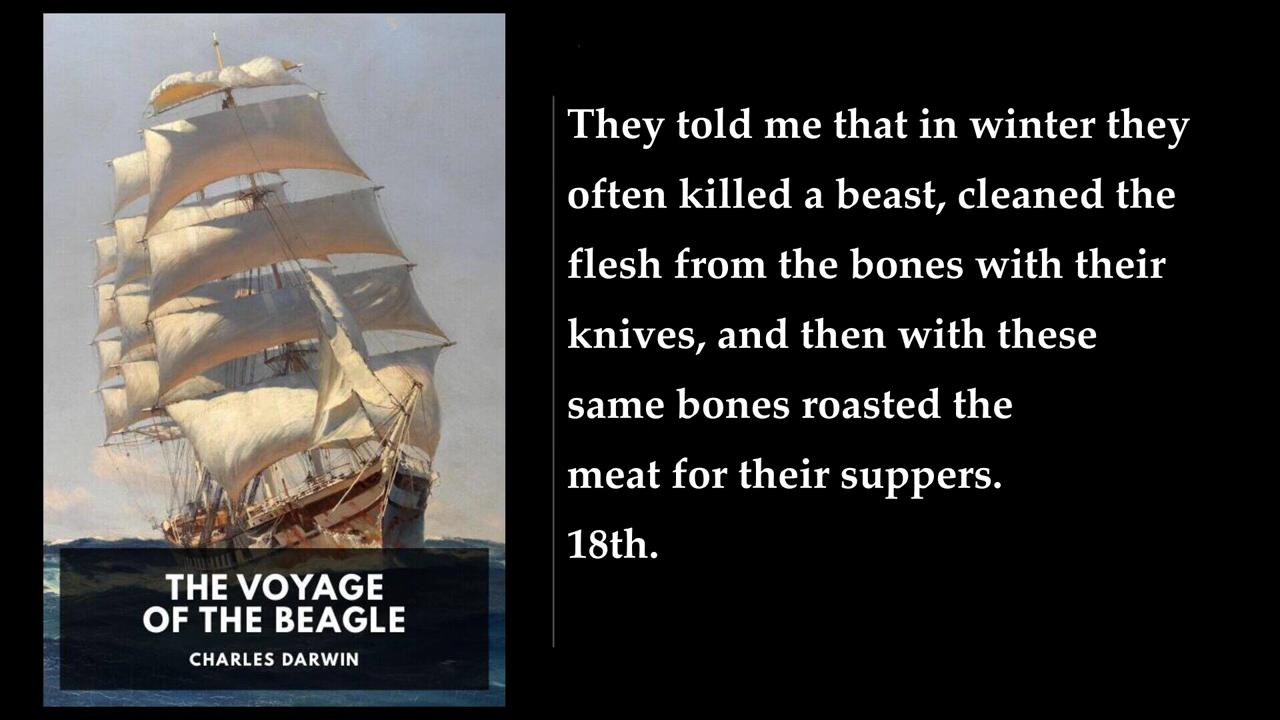 THE VOYAGE
OF THE BEAGLE
CHARLES DARWIN
They told me that in winter they
often killed a beast, cleaned the
flesh from the bones with their
knives, and then with these
same bones roasted the
meat for their suppers.
18th.